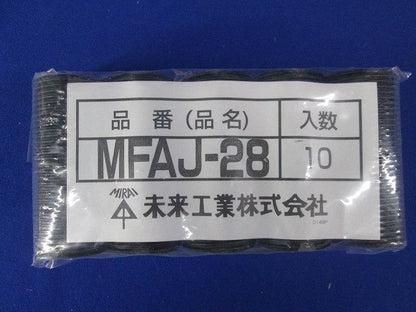 品 番 (品 名) 入数
MFAJ-28 10
MIRAI 未来工業株式会社